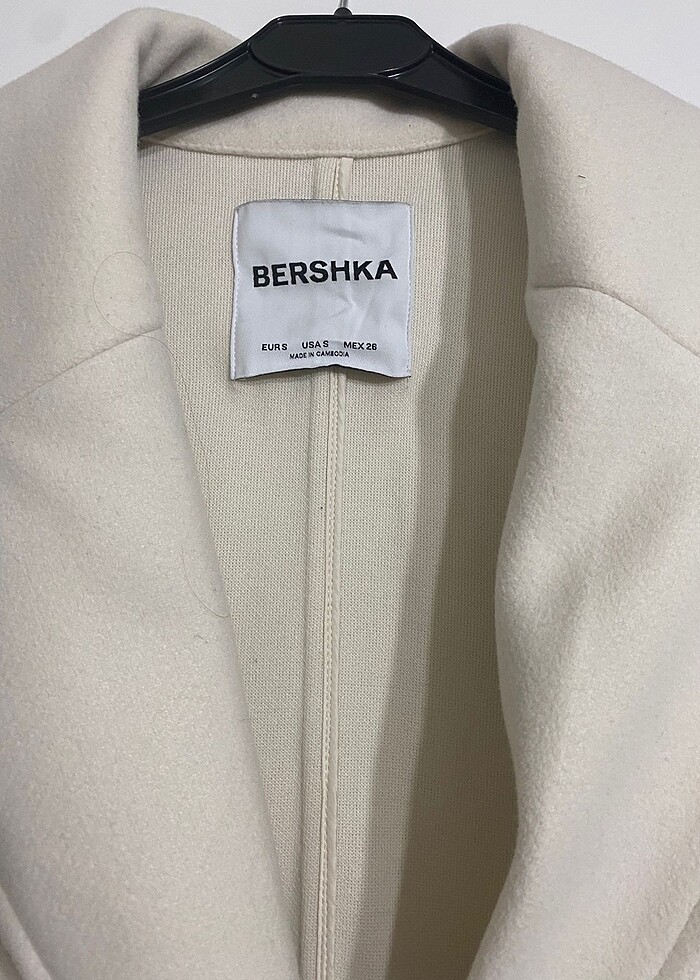 BERSHKA
EUR S USA S MEX 26
MADE IN CAMBODIA